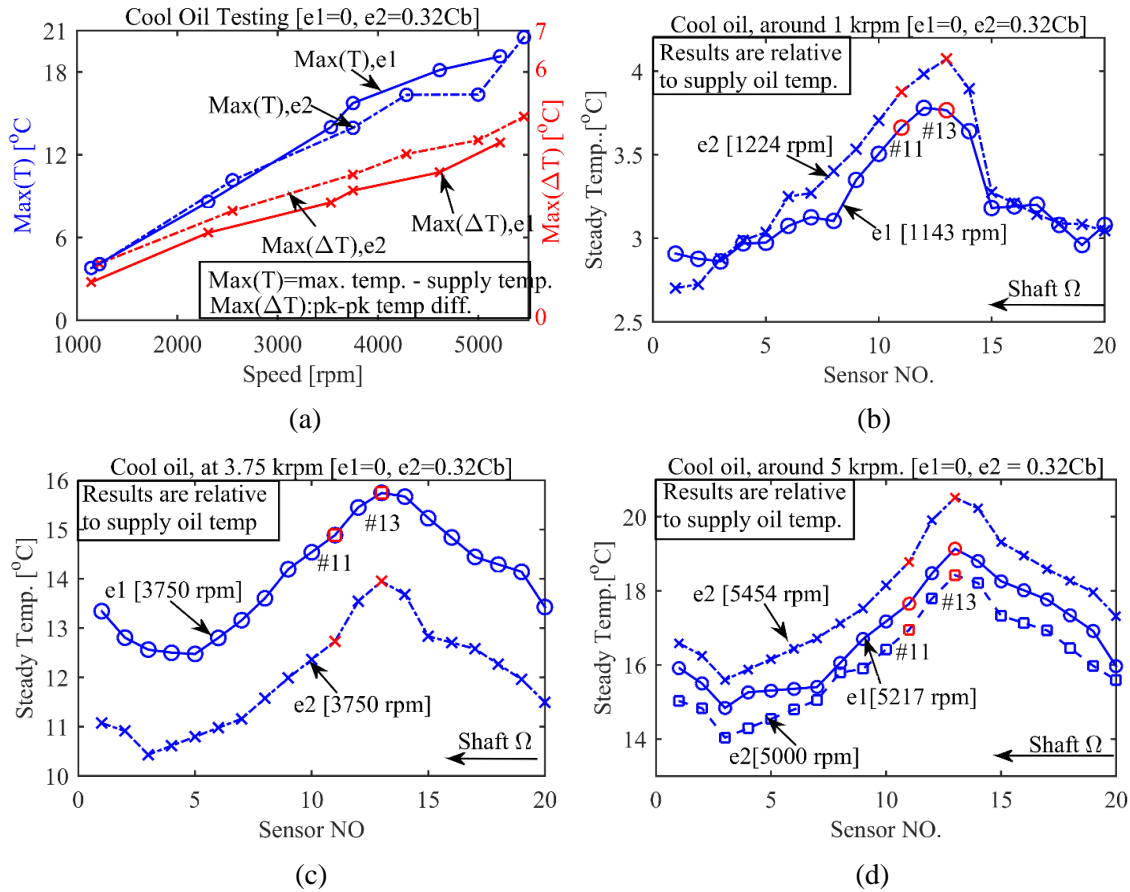 Cool Oil Testing [e1=0, e2=0.32Cb]
21
18
15
12
9
6
3
0
Max(T) [°C]
7
6
5
4
3
2
1
0
Max(ΔT) [°C]
Max(T),e1
Max(T),e2
Max(ΔT),e1
Max(ΔT),e2
Max(T)=max. temp. - supply temp.
Max(ΔT):pk-pk temp diff.
1000 2000 3000 4000 5000
Speed [rpm]
(a)
Cool oil, around 1 krpm [e1=0, e2=0.32Cb]
Results are relative
to supply oil temp.
4
3.5
3
2.5
Steady Temp..[°C]
#13
#11
e2 [1224 rpm]
e1 [1143 rpm]
Shaft Ω
0 5 10 15 20
Sensor NO.
(b)
Cool oil, at 3.75 krpm [e1=0, e2=0.32Cb]
Results are relative
to supply oil temp
16
15
14
13
12
11
10
Steady Temp.[°C]
#13
#11
e1 [3750 rpm]
e2 [3750 rpm]
Shaft Ω
0 5 10 15 20
Sensor NO
(c)
Cool oil, around 5 krpm. [e1=0, e2 = 0.32Cb]
Results are relative
to supply oil temp.
20
18
16
14
Steady Temp.[°C]
e2 [5454 rpm]
#13
#11
e1[5217 rpm]
e2[5000 rpm]
Shaft Ω
0 5 10 15 20
Sensor NO.
(d)